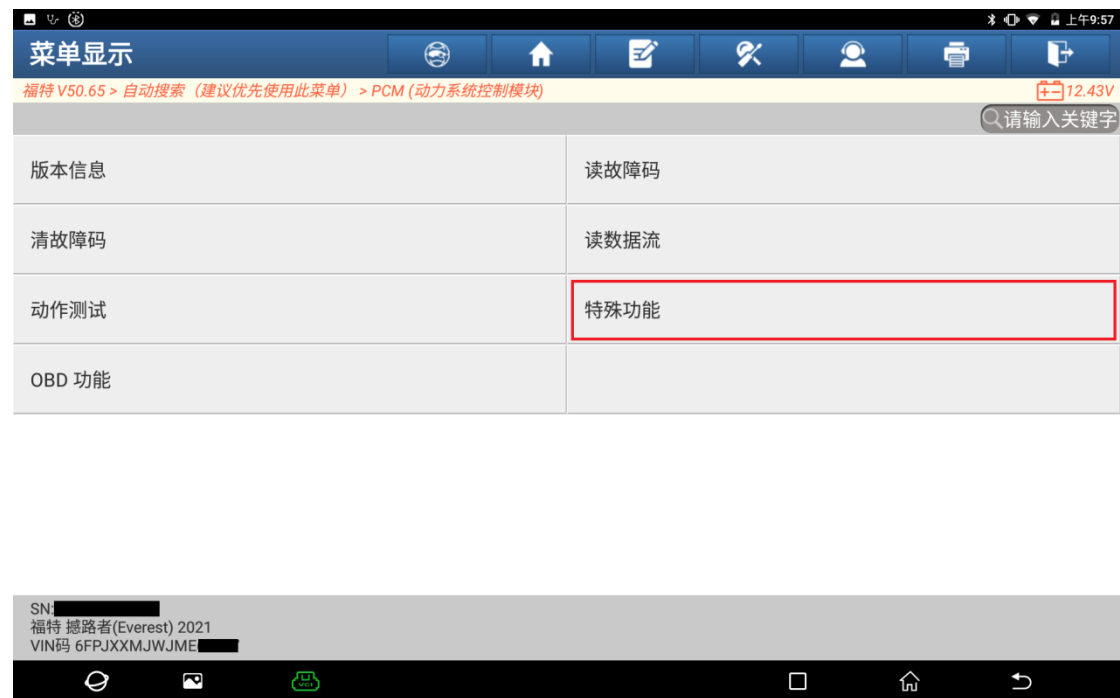 上午9:57
菜单显示
福特 V50.65 > 自动搜索（建议优先使用此菜单） > PCM (动力系统控制模块)
12.43V
请输入关键字
版本信息
读故障码
清故障码
读数据流
动作测试
特殊功能
OBD 功能
SN:
福特 撼路者(Everest) 2021
VIN码 6FPJXXMJWJME
VCI